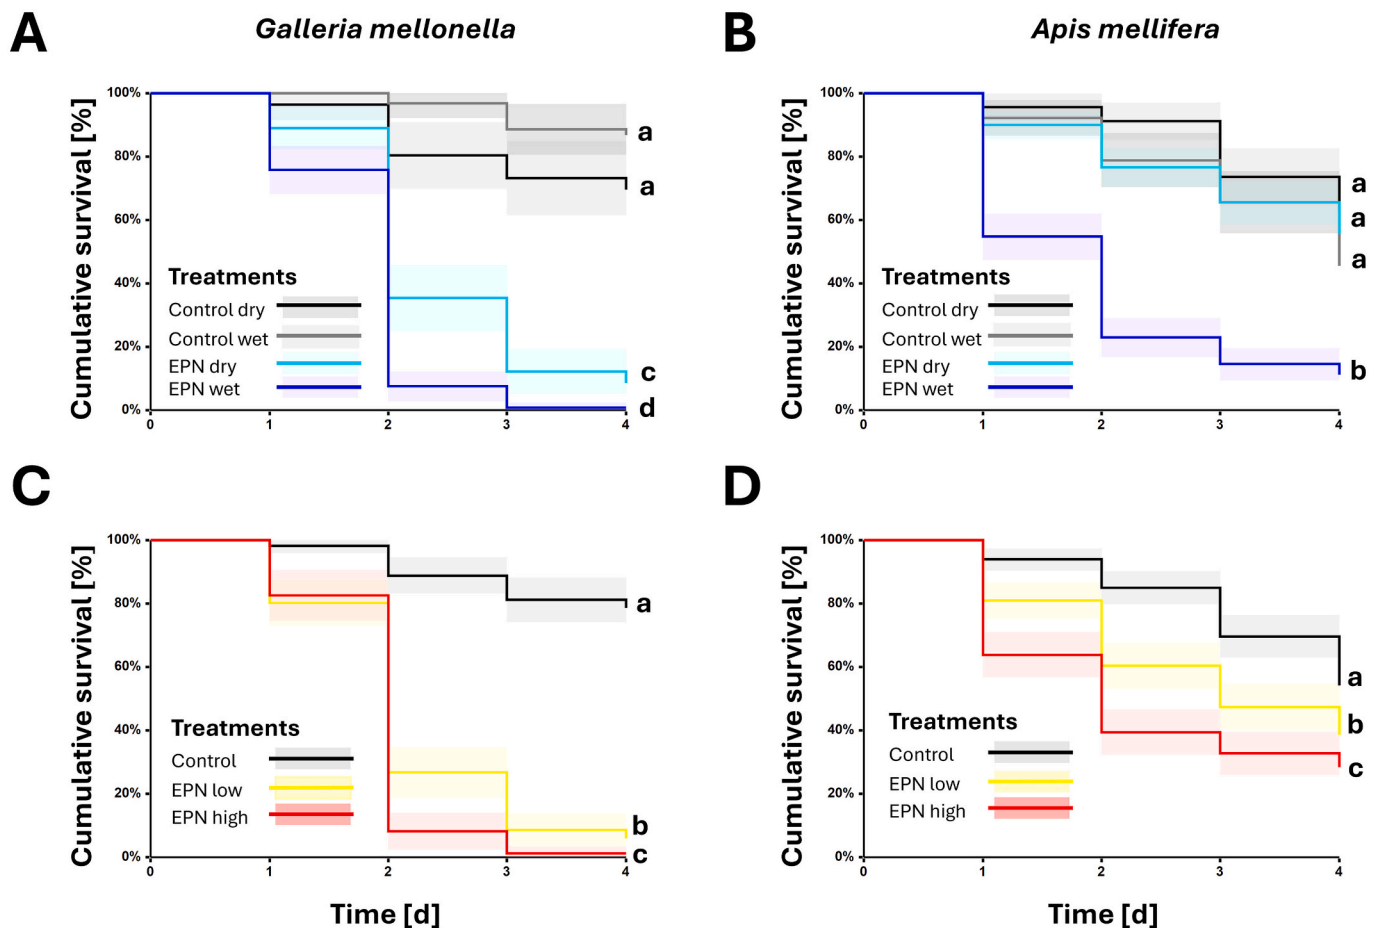 A
Galleria mellonella
Cumulative survival [%]
100%
80%
60%
40%
20%
0%
0 1 2 3 4
Treatments
Control dry
Control wet
EPN dry
EPN wet
a
a
c
d
B
Apis mellifera
Cumulative survival [%]
100%
80%
60%
40%
20%
0%
0 1 2 3 4
Treatments
Control dry
Control wet
EPN dry
EPN wet
a
a
a
b
C
Cumulative survival [%]
100%
80%
60%
40%
20%
0%
0 1 2 3 4
Treatments
Control
EPN low
EPN high
a
b
c
Time [d]
D
Cumulative survival [%]
100%
80%
60%
40%
20%
0%
0 1 2 3 4
Treatments
Control
EPN low
EPN high
a
b
c
Time [d]